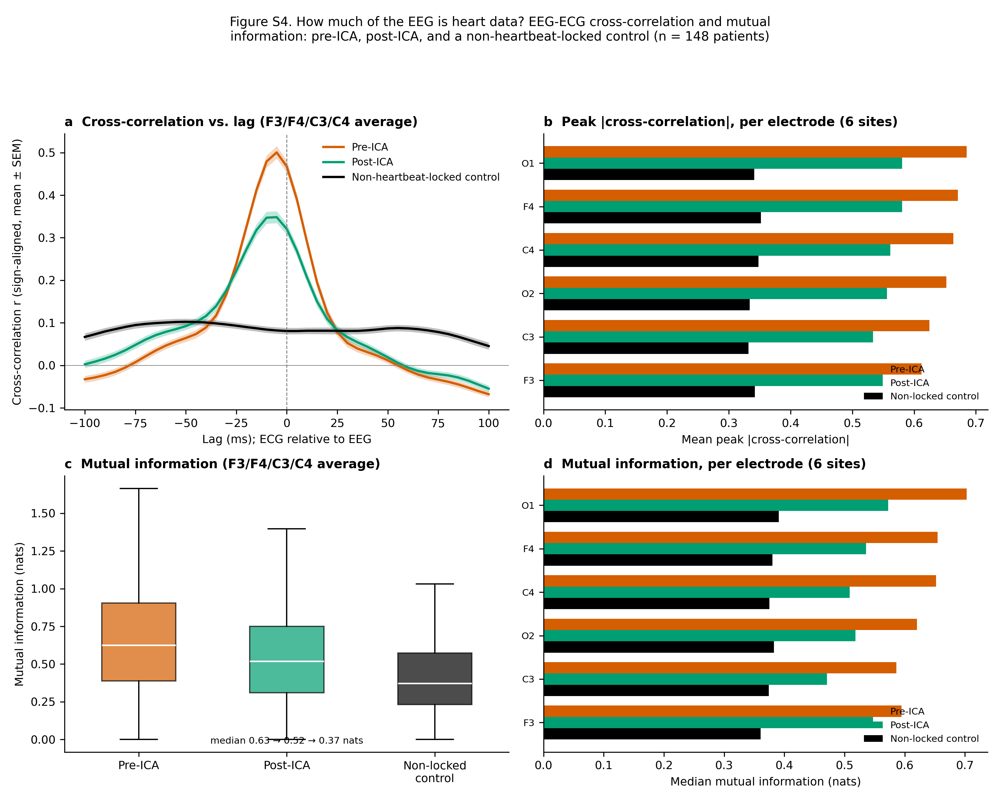 Figure S4. How much of the EEG is heart data? EEG-ECG cross-correlation and mutual
information: pre-ICA, post-ICA, and a non-heartbeat-locked control (n = 148 patients)
a Cross-correlation vs. lag (F3/F4/C3/C4 average)
Cross-correlation r (sign-aligned, mean ± SEM)
0.5
0.4
0.3
0.2
0.1
0.0
−0.1
Pre-ICA
Post-ICA
Non-heartbeat-locked control
−100 −75 −50 −25 0 25 50 75 100
Lag (ms); ECG relative to EEG
b Peak |cross-correlation|, per electrode (6 sites)
O1
F4
C4
O2
C3
F3
Pre-ICA
Post-ICA
Non-locked control
0.0 0.1 0.2 0.3 0.4 0.5 0.6 0.7
Mean peak |cross-correlation|
c Mutual information (F3/F4/C3/C4 average)
Mutual information (nats)
1.50
1.25
1.00
0.75
0.50
0.25
0.00
median 0.63 → 0.52 → 0.37 nats
Pre-ICA Post-ICA Non-locked
control
d Mutual information, per electrode (6 sites)
O1
F4
C4
O2
C3
F3
Pre-ICA
Post-ICA
Non-locked control
0.0 0.1 0.2 0.3 0.4 0.5 0.6 0.7
Median mutual information (nats)